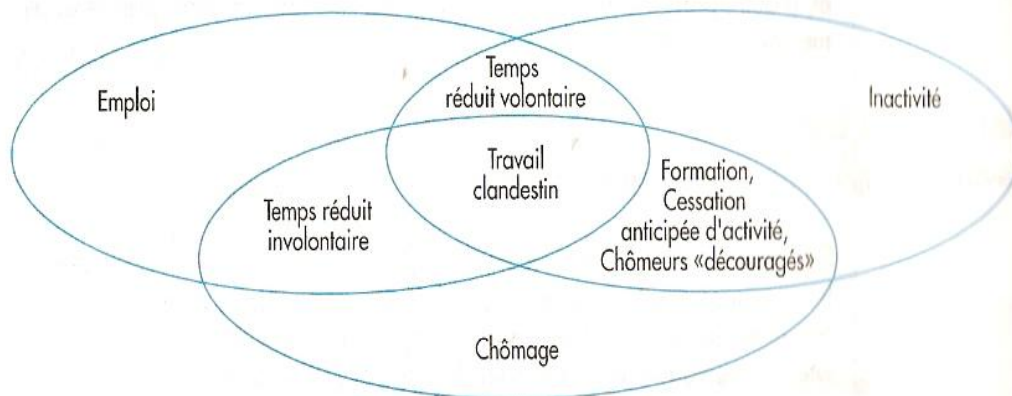 Emploi
Temps
réduit volontaire
Inactivité
Travail
clandestin
Temps réduit
involontaire
Formation,
Cessation
anticipée d'activité,
Chômeurs «découragés»
Chômage